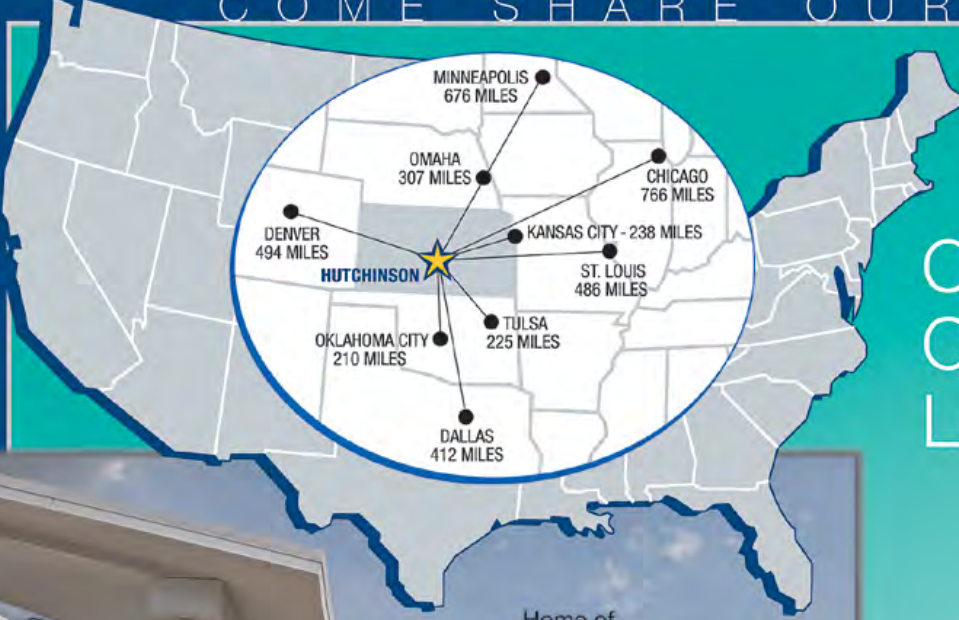 COME SHARE OUR
MINNEAPOLIS
676 MILES
OMAHA
307 MILES
CHICAGO
766 MILES
DENVER
494 MILES
KANSAS CITY - 238 MILES
HUTCHINSON
ST. LOUIS
486 MILES
OKLAHOMA CITY
210 MILES
TULSA
225 MILES
DALLAS
412 MILES
L
Home of